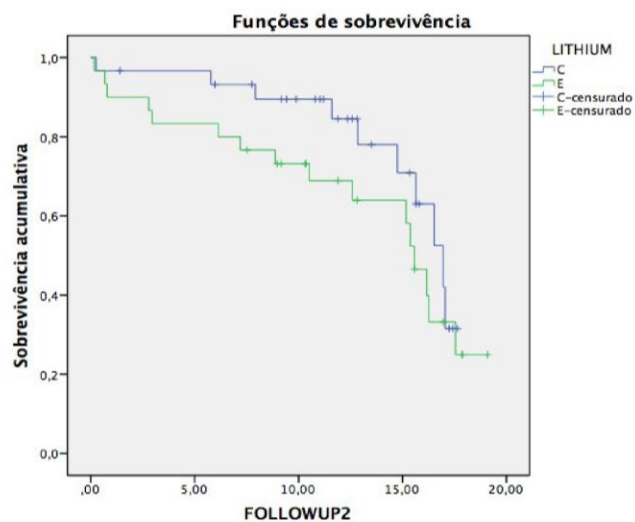 Funções de sobrevivência
LITHIUM
C
E
C-censurado
E-censurado
Sobrevivência acumulativa
1,0
0,8
0,6
0,4
0,2
0,0
,00
5,00
10,00
15,00
20,00
FOLLOWUP2